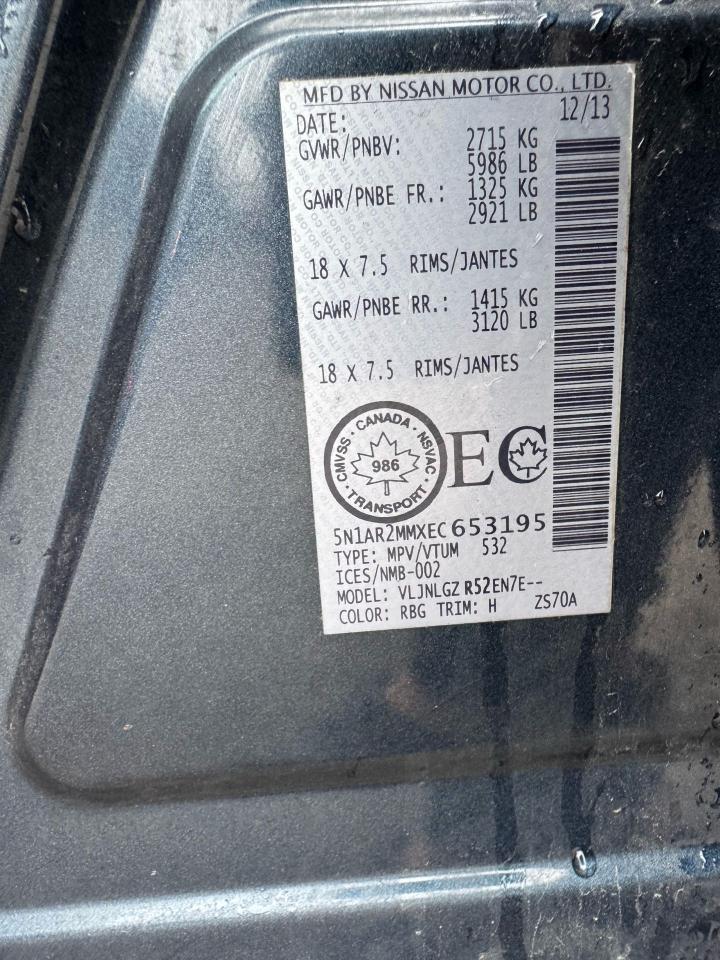 MFD BY NISSAN MOTOR CO., LTD.
DATE: 12/13
GVWR/PNBV: 2715 KG
5986 LB
GAWR/PNBE FR.: 1325 KG
2921 LB
18 X 7.5 RIMS/JANTES
GAWR/PNBE RR.: 1415 KG
3120 LB
18 X 7.5 RIMS/JANTES
CMVSS · CANADA · NSVAC · TRANSPORT ·
986
EC
5N1AR2MMXEC653195
TYPE: MPV/VTUM 532
ICES/NMB-002
MODEL: VLJNLGZ R52EN7E--
COLOR: RBG TRIM: H ZS70A